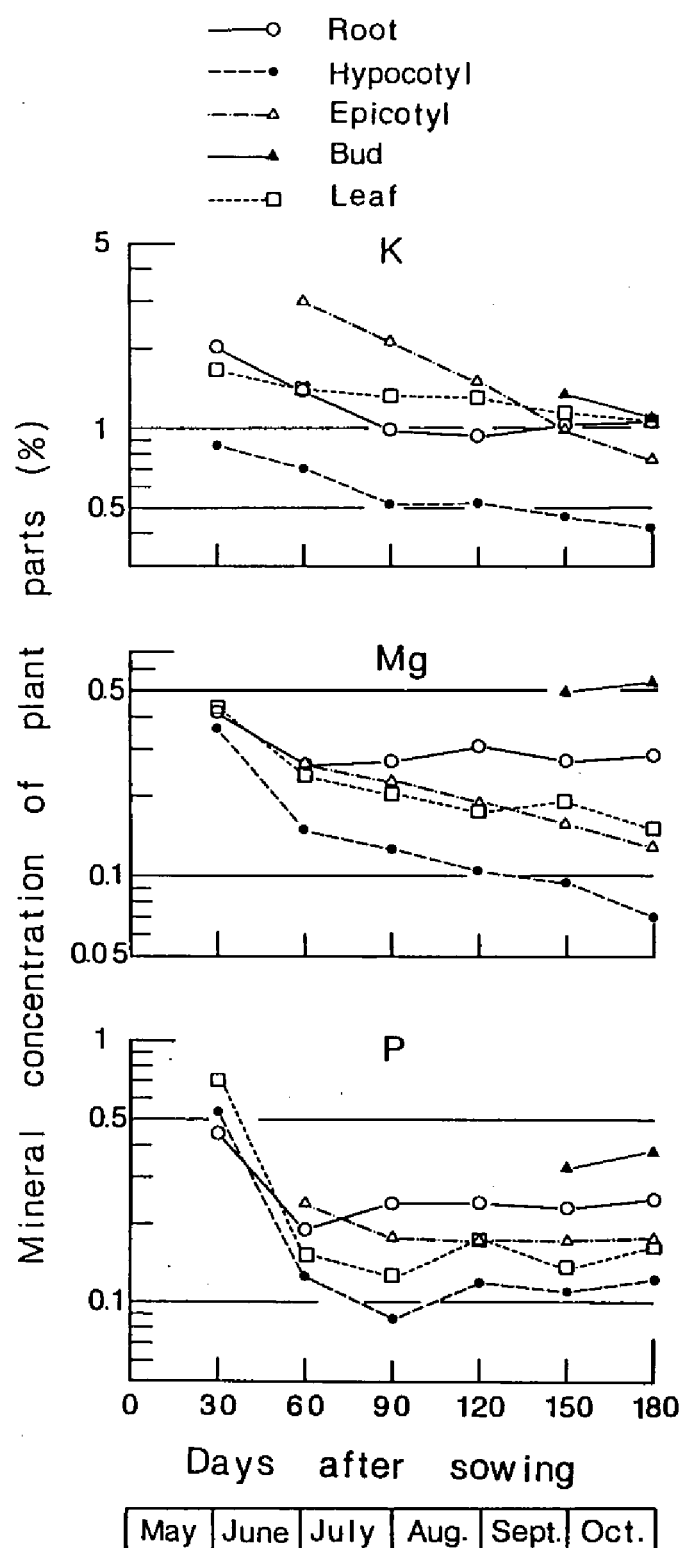 Root
Hypocotyl
Epicotyl
Bud
Leaf
K
5
1
0.5
Mg
0.5
0.1
0.05
P
1
0.5
0.1
0 30 60 90 120 150 180
Mineral concentration of plant parts (%)
Days after sowing
May June July Aug. Sept. Oct.